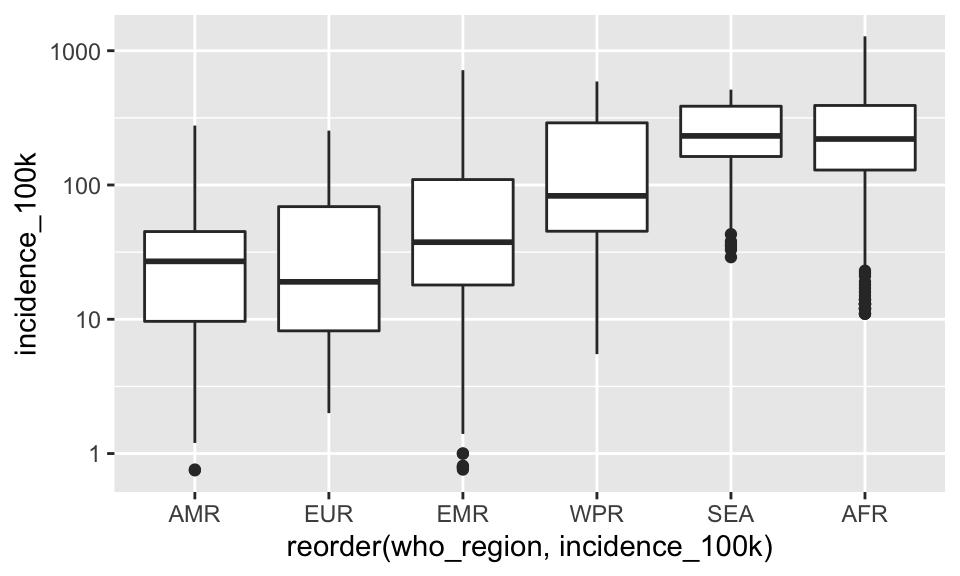 incidence_100k
1000
100
10
1
AMR EUR EMR WPR SEA AFR
reorder(who_region, incidence_100k)